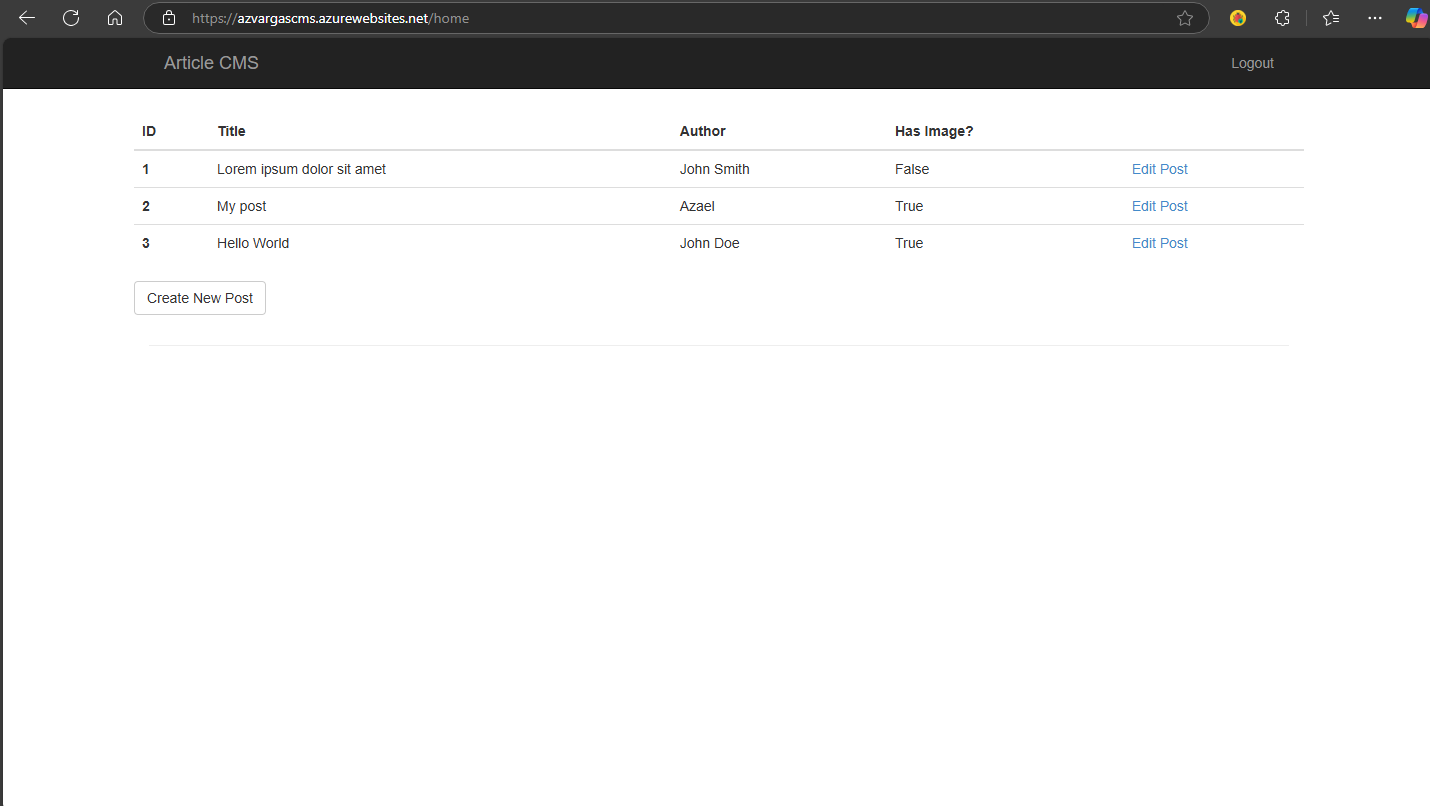 https://azvargascms.azurewebsites.net/home
Article CMS Logout
ID Title Author Has Image?
1 Lorem ipsum dolor sit amet John Smith False Edit Post
2 My post Azael True Edit Post
3 Hello World John Doe True Edit Post
Create New Post